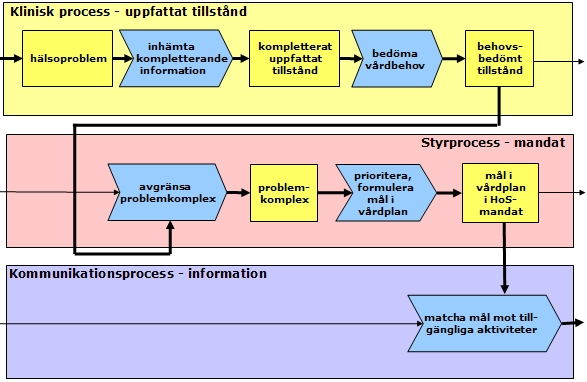 Klinisk process - uppfattat tillstånd
hälsoproblem
inhämta
kompletterande
information
kompletterat
uppfattat
tillstånd
bedöma
vårdbehov
behovs-
bedömt
tillstånd
Styrprocess - mandat
avgränsa
problemkomplex
problem-
komplex
prioritera,
formulera
mål i
vårdplan
mål i
vårdplan
i HoS-
mandat
Kommunikationsprocess - information
matcha mål mot till-
gängliga aktiviteter